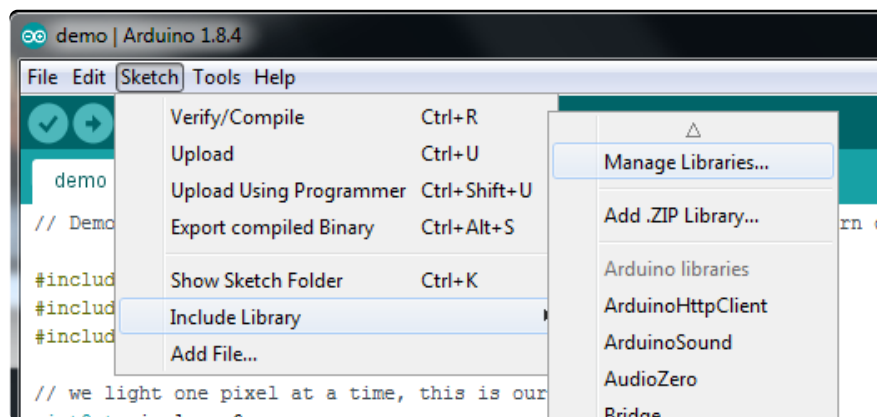 demo | Arduino 1.8.4
File Edit Sketch Tools Help
Verify/Compile Ctrl+R
Upload Ctrl+U
Upload Using Programmer Ctrl+Shift+U
Export compiled Binary Ctrl+Alt+S
Show Sketch Folder Ctrl+K
Include Library
Add File...
Manage Libraries...
Add .ZIP Library...
Arduino libraries
ArduinoHttpClient
ArduinoSound
AudioZero
Bridge
demo
// Demo
rn
#includ
#includ
#includ
// we light one pixel at a time, this is our